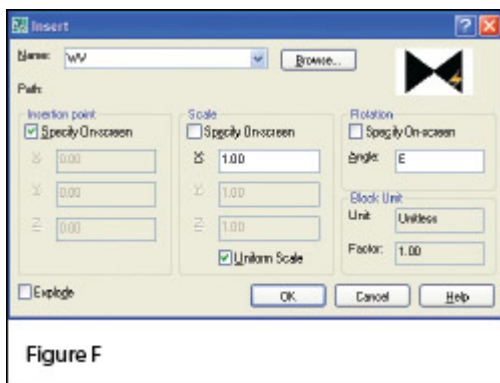 Insert
Name: WV Browse...
Path:
Insertion point Scale Rotation
Specify On-screen Specify On-screen Specify On-screen
X: 0.00 X: 1.00 Angle: E
Y: 0.00 Y: 1.00 Block Unit
Z: 0.00 Z: 1.00 Unit: Unitless
Uniform Scale Factor: 1.00
Explode OK Cancel Help
Figure F